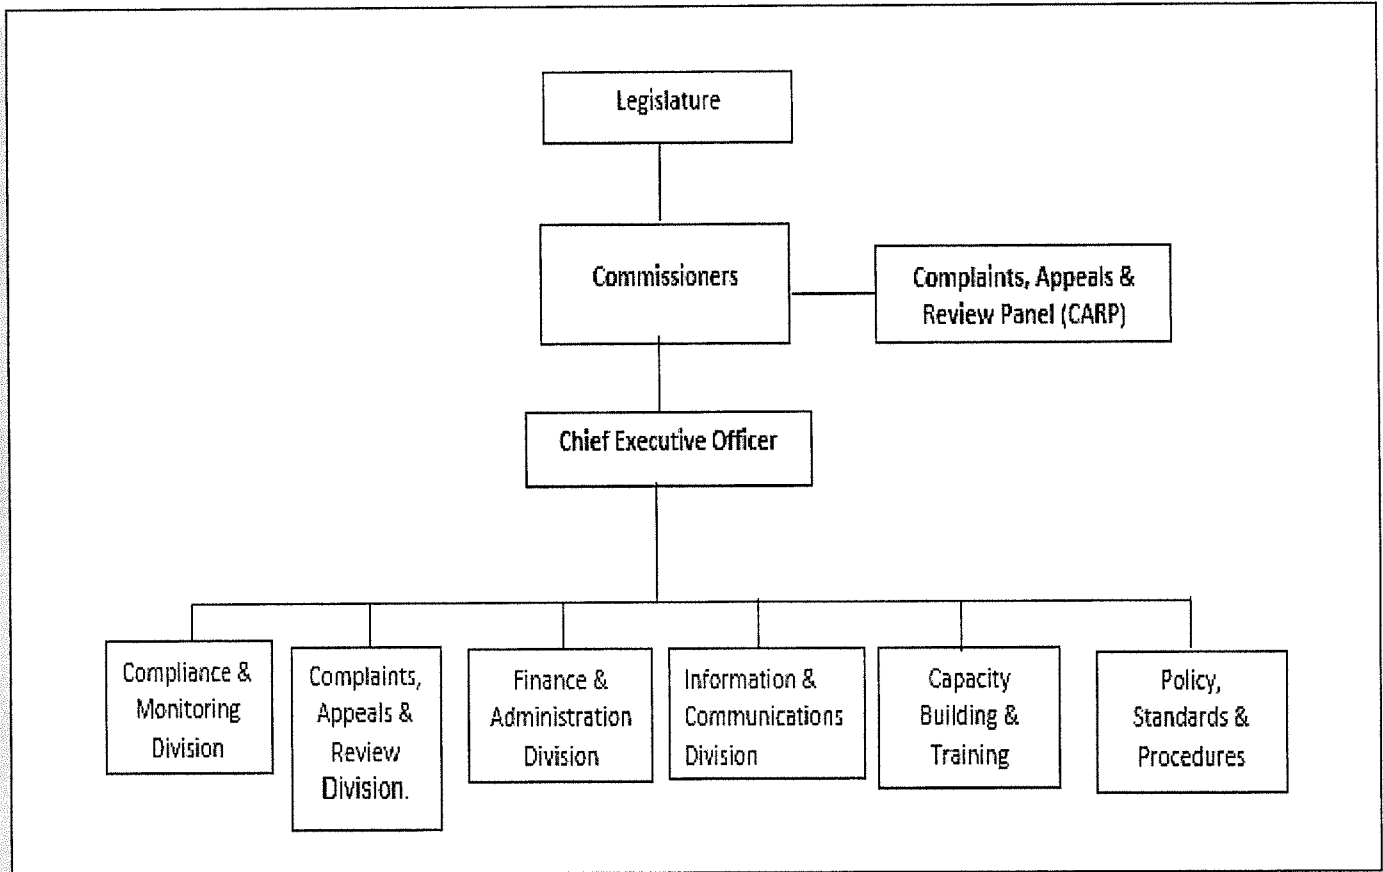 Legislature
Commissioners
Complaints, Appeals &
Review Panel (CARP)
Chief Executive Officer
Compliance &
Monitoring
Division
Complaints,
Appeals &
Review
Division.
Finance &
Administration
Division
Information &
Communications
Division
Capacity
Building &
Training
Policy,
Standards &
Procedures